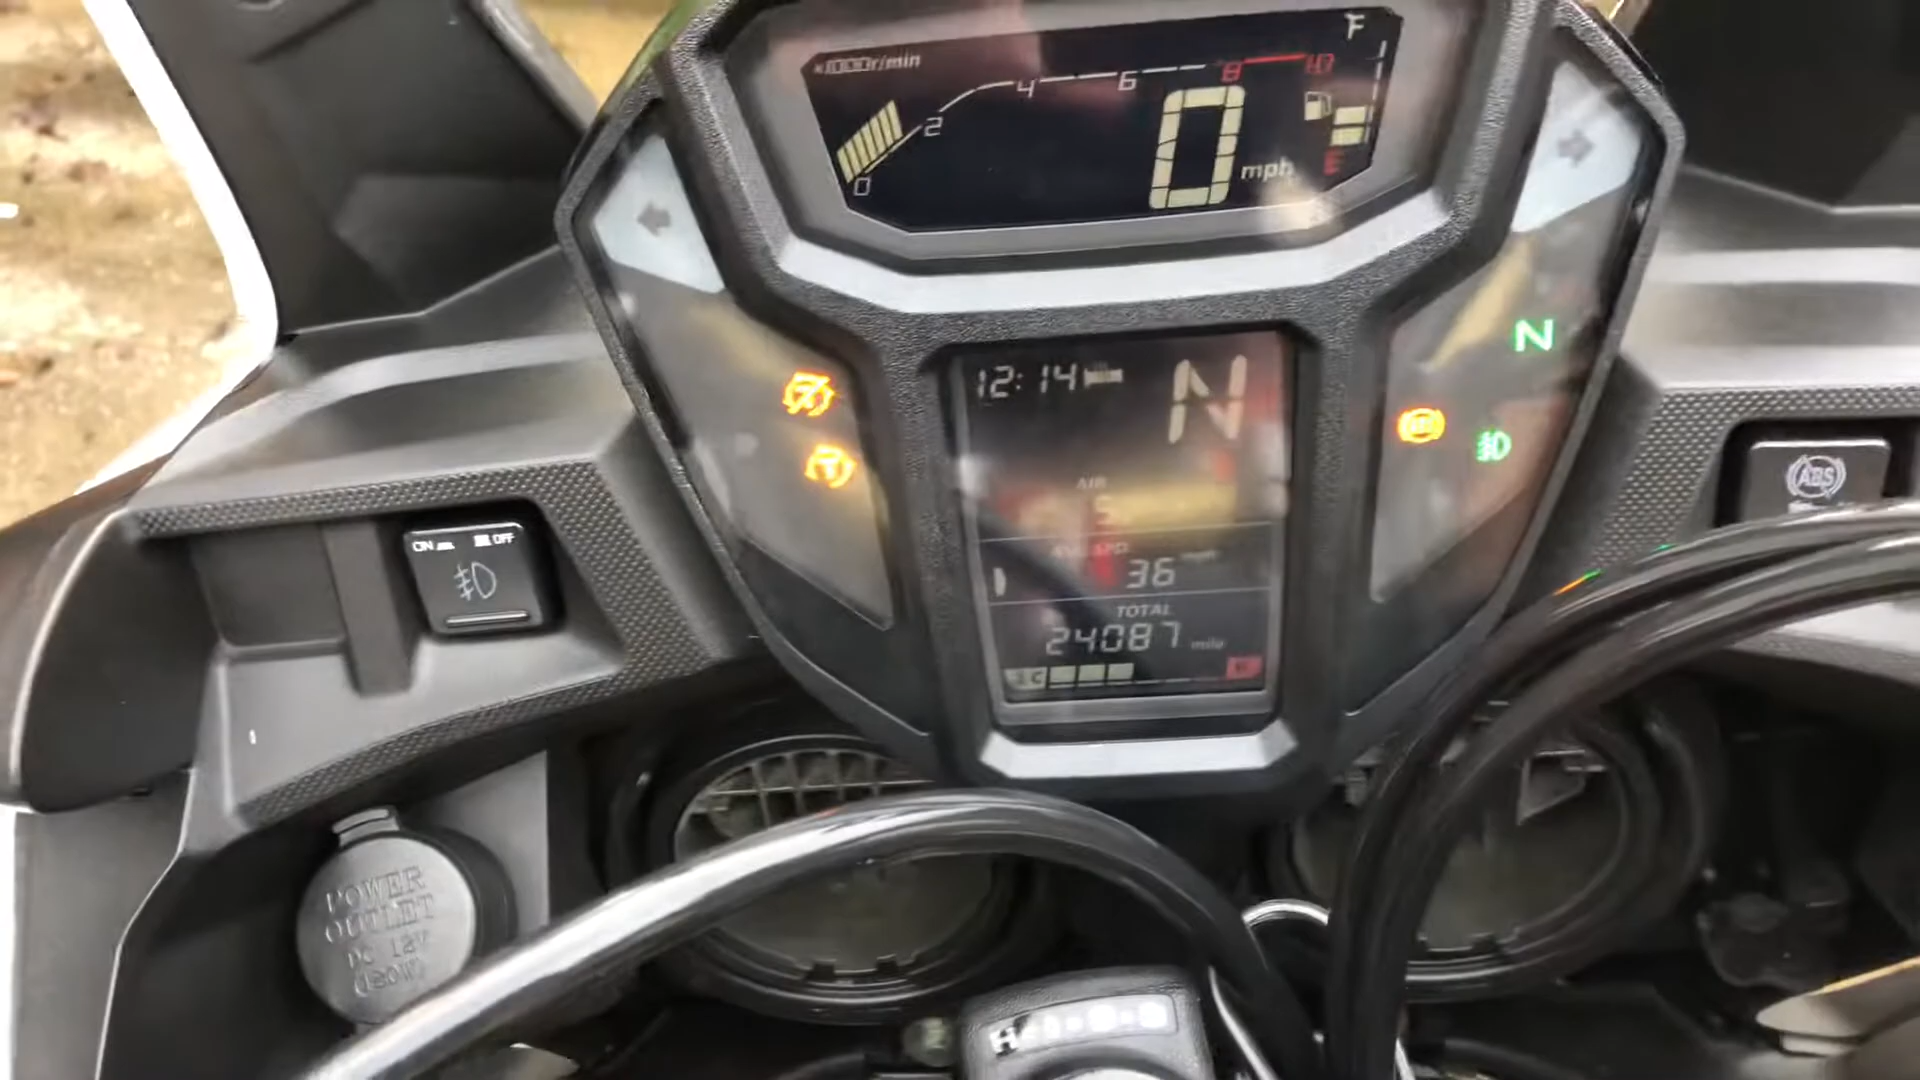 x1000r/min
F
0 2 4 6 8 10
0 mph
E
N
12:14
N
AIR
AVG. SPD
36 mph
TOTAL
24087 mile
C
ABS
ON OFF
POWER
OUTLET
DC 12V
(120W)